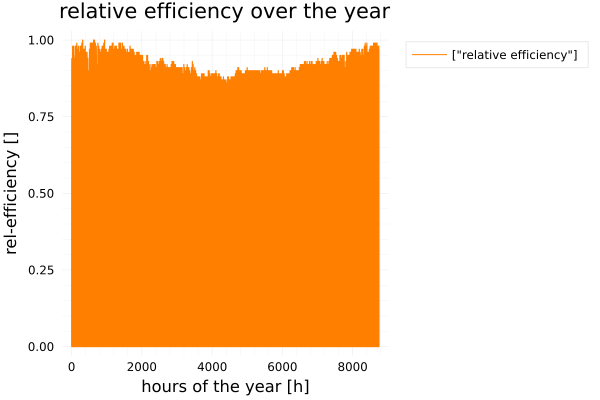 relative efficiency over the year
1.00
0.75
0.50
0.25
0.00
rel-efficiency []
0
2000
4000
6000
8000
hours of the year [h]
["relative efficiency"]